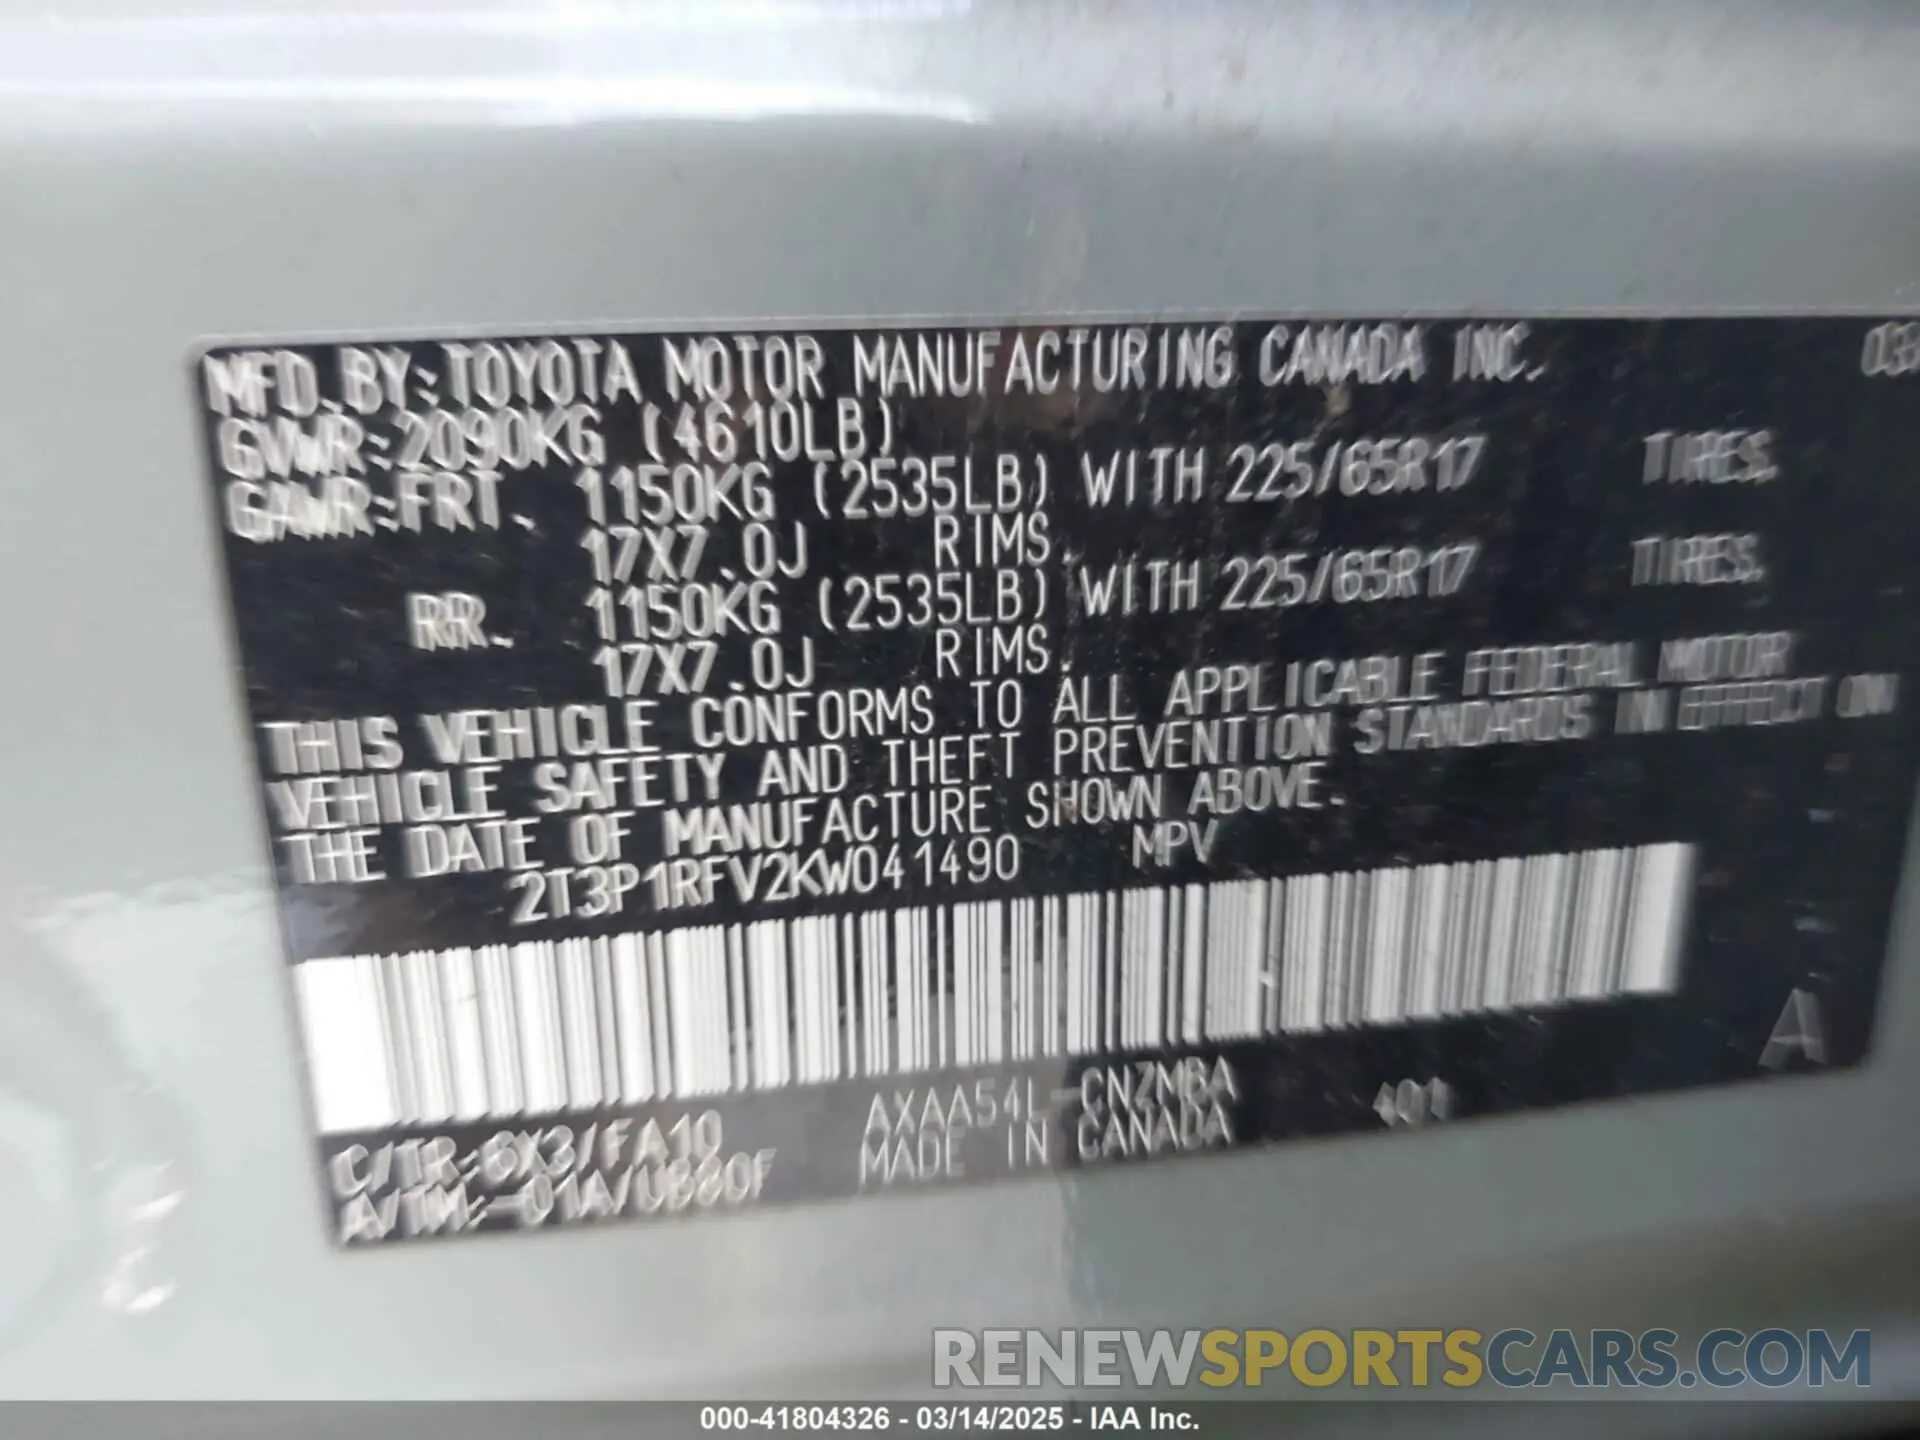 MFD.BY:TOYOTA MOTOR MANUFACTURING CANADA INC.
GVWR:2090KG (4610LB)
GAWR:FRT. 1150KG (2535LB) WITH 225/65R17 TIRES,
17X7.0J RIMS.
RR. 1150KG (2535LB) WITH 225/65R17 TIRES,
17X7.0J RIMS.
THIS VEHICLE CONFORMS TO ALL APPLICABLE FEDERAL MOTOR
VEHICLE SAFETY AND THEFT PREVENTION STANDARDS IN EFFECT ON
THE DATE OF MANUFACTURE SHOWN ABOVE.
2T3P1RFV2KW041490 MPV
A
AXAA54L-CNZMBA 401
C/TR:6X3/FA10 MADE IN CANADA
RENEWSPORTSCARS.COM
000-41804326 - 03/14/2025 - IAA Inc.